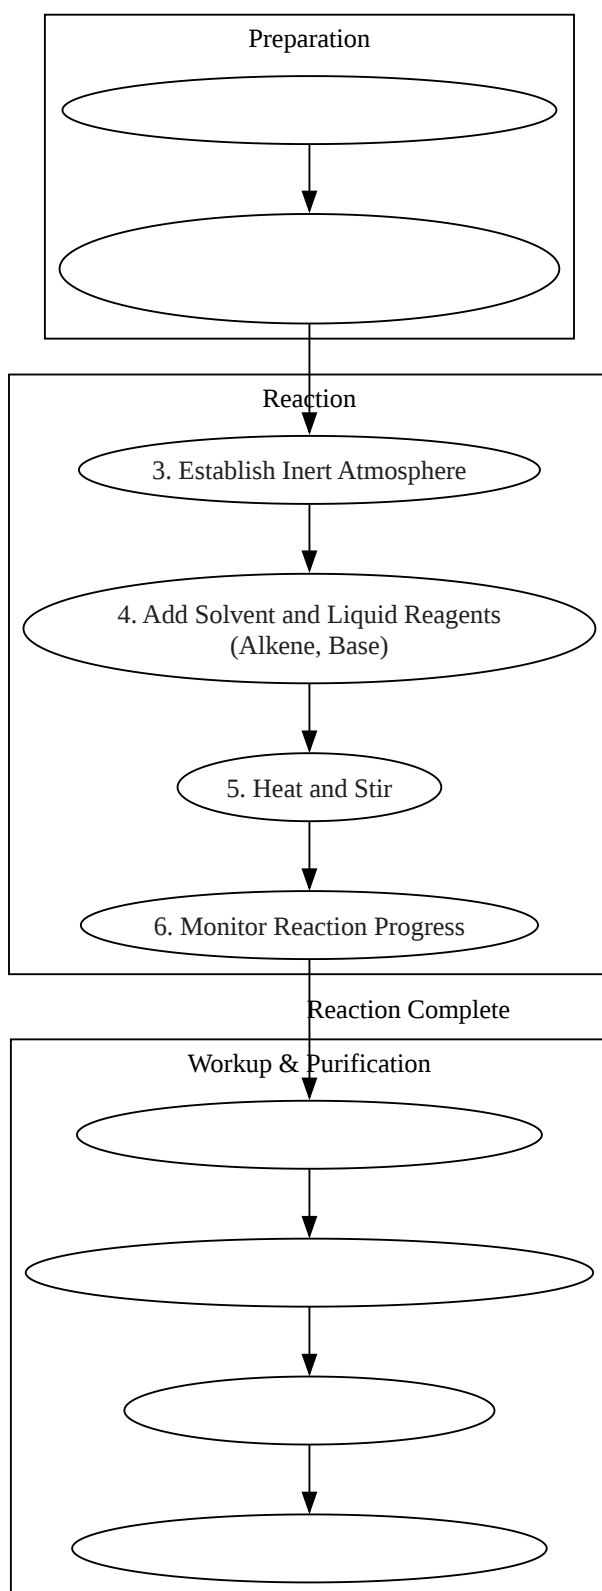 Preparation
Reaction
3. Establish Inert Atmosphere
4. Add Solvent and Liquid Reagents
(Alkene, Base)
5. Heat and Stir
6. Monitor Reaction Progress
Reaction Complete
Workup & Purification